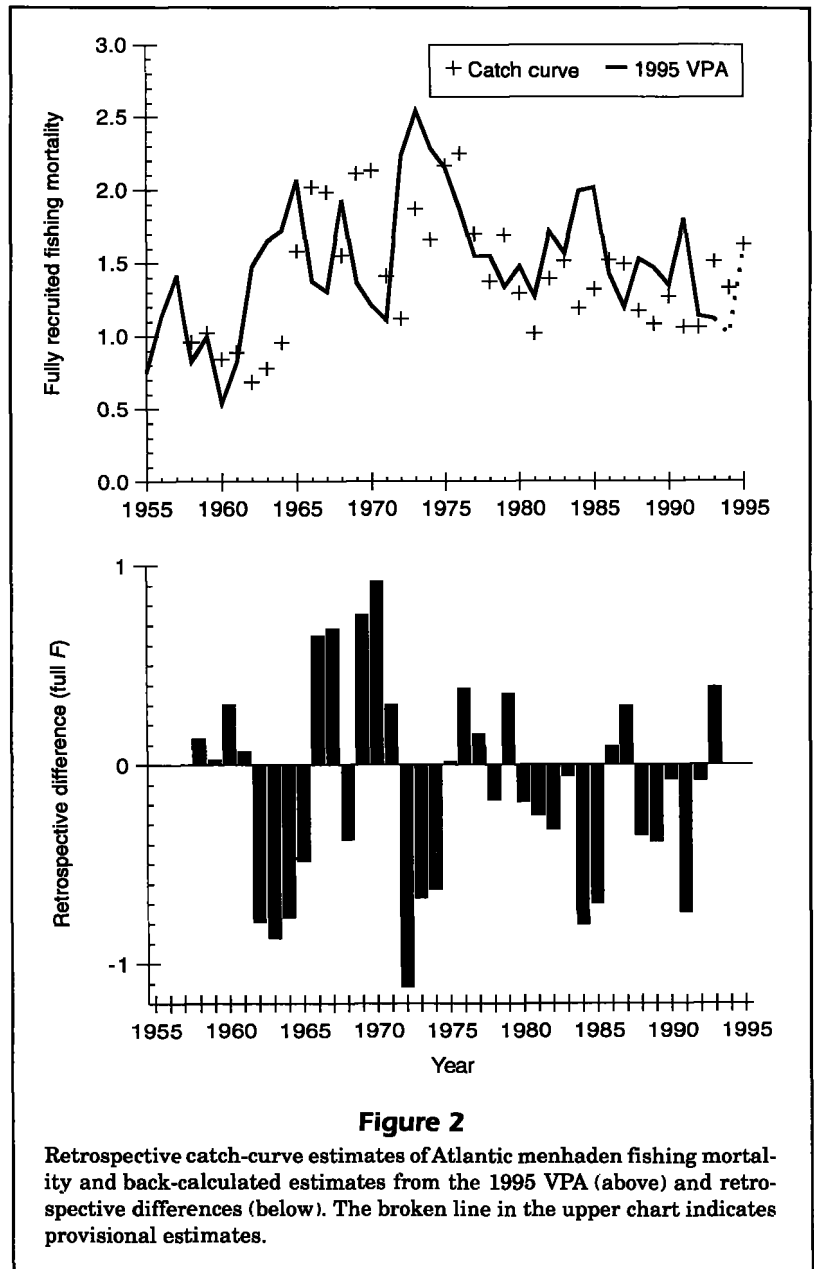 3.0
+ Catch curve — 1995 VPA
2.5
2.0
1.5
1.0
0.5
0.0
Fully recruited fishing mortality
1955 1960 1965 1970 1975 1980 1985 1990 1995
1
0
-1
Retrospective difference (full F)
1955 1960 1965 1970 1975 1980 1985 1990 1995
Year
Figure 2
Retrospective catch-curve estimates of Atlantic menhaden fishing mortal-
ity and back-calculated estimates from the 1995 VPA (above) and retro-
spective differences (below). The broken line in the upper chart indicates
provisional estimates.